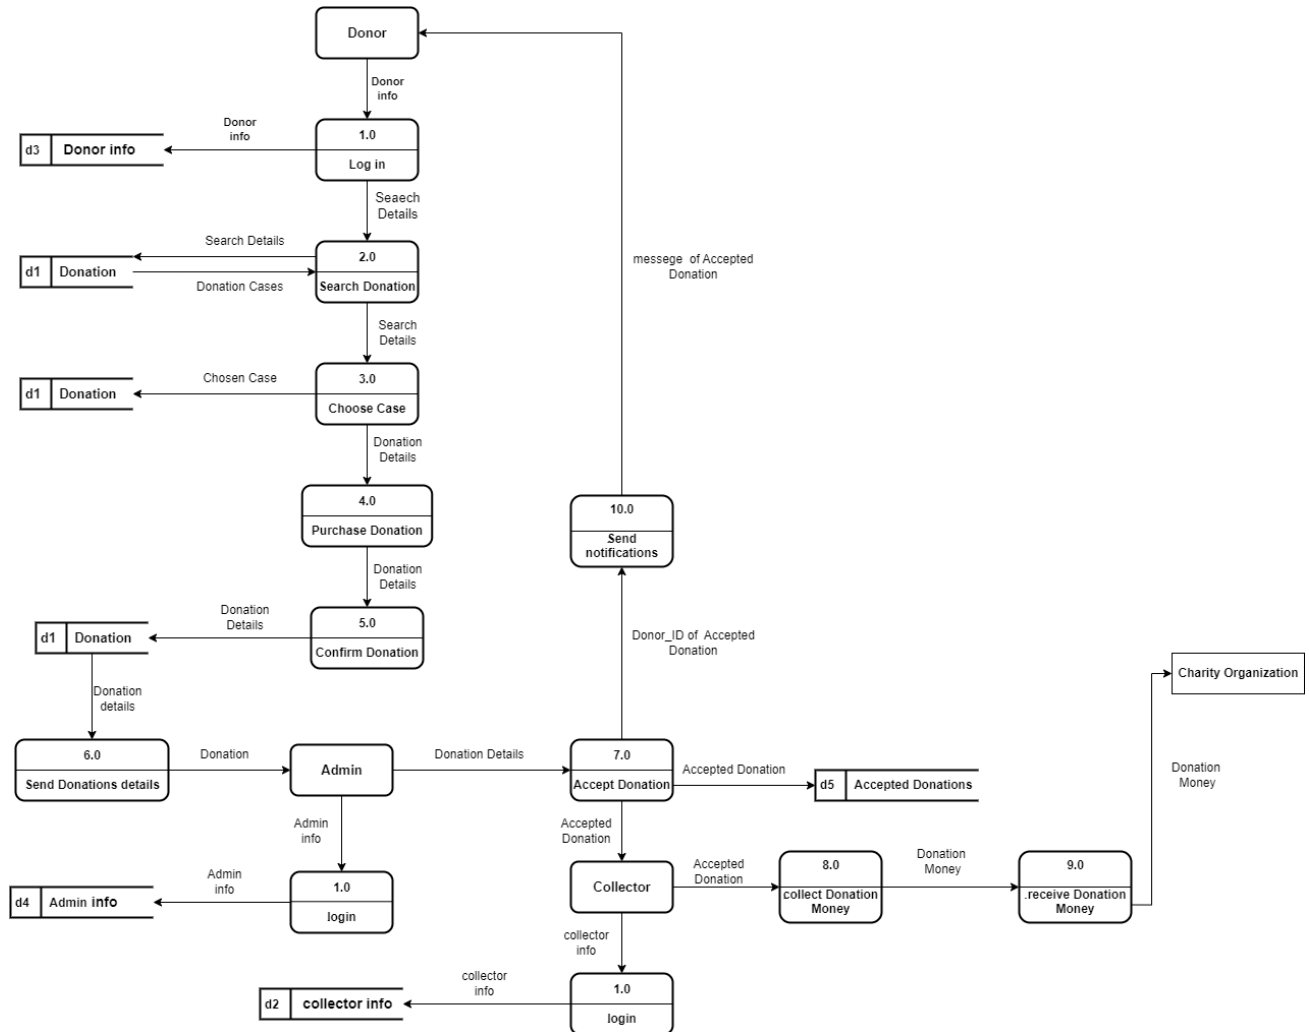 Donor
Donor
info
Donor
info
1.0
d3 Donor info
Log in
Seaech
Details
Search Details
messege of Accepted
Donation
2.0
d1 Donation
Donation Cases
Search Donation
Search
Details
Chosen Case
3.0
d1 Donation
Choose Case
Donation
Details
4.0
Purchase Donation
10.0
.Send
notifications
Donation
Details
Donation
Details
5.0
d1 Donation
Confirm Donation
Donor_ID of Accepted
Donation
Charity Organization
Donation
details
6.0
Send Donations details
Donation
Admin
Donation Details
7.0
Accept Donation
Accepted Donation
d5 Accepted Donations
Donation
Money
Admin
info
Accepted
Donation
Admin
info
1.0
d4 Admin info
login
Collector
Accepted
Donation
8.0
collect Donation
Money
Donation
Money
9.0
.receive Donation
Money
collector
info
collector
info
1.0
d2 collector info
login